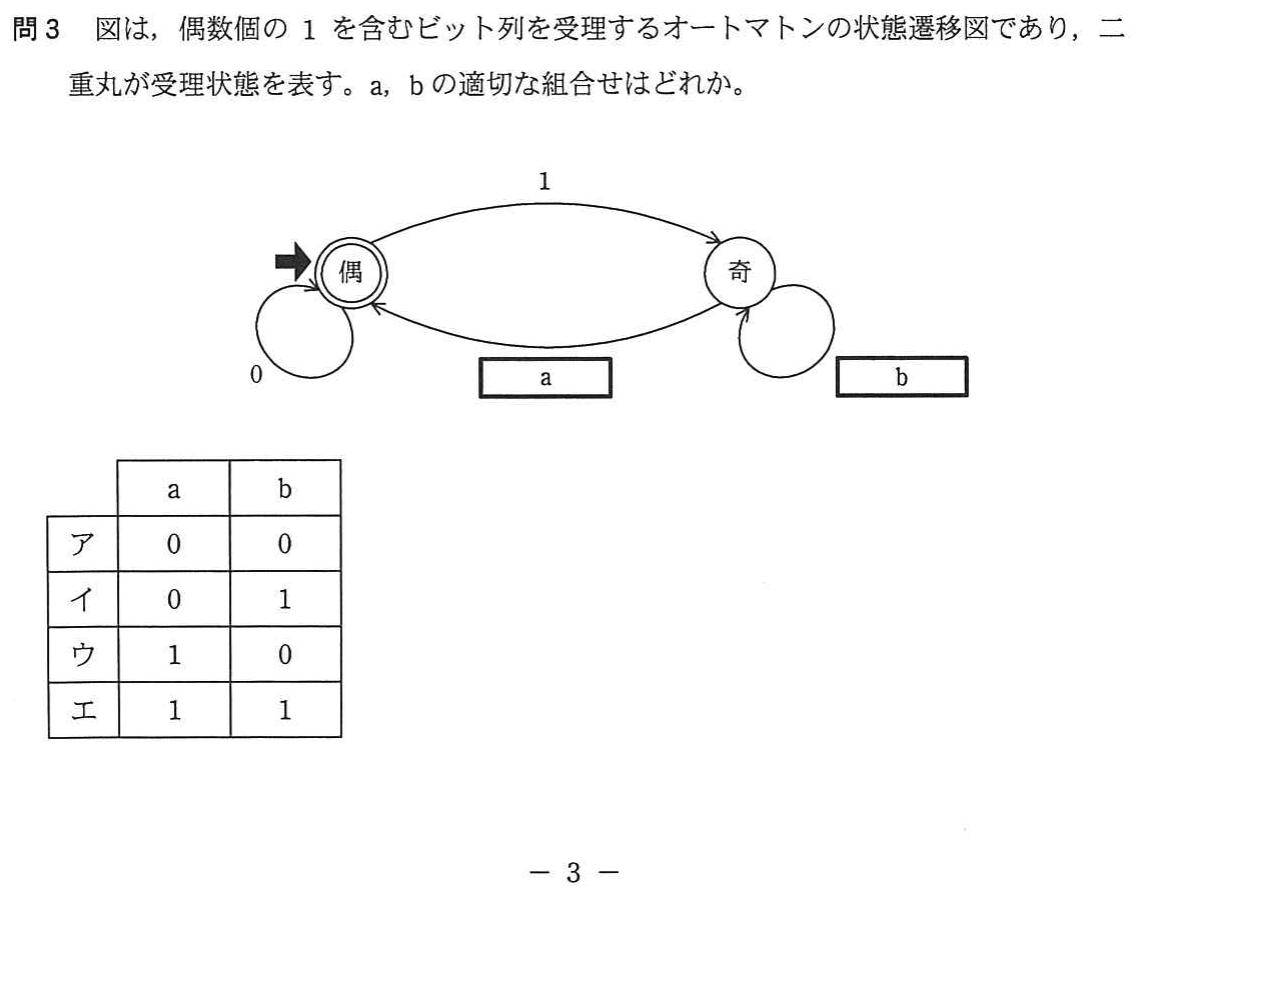 問3 図は，偶数個の 1 を含むビット列を受理するオートマトンの状態遷移図であり，二
重丸が受理状態を表す。a，b の適切な組合せはどれか。
1
偶
奇
0
a
b
a b
ア 0 0
イ 0 1
ウ 1 0
エ 1 1
― 3 ―